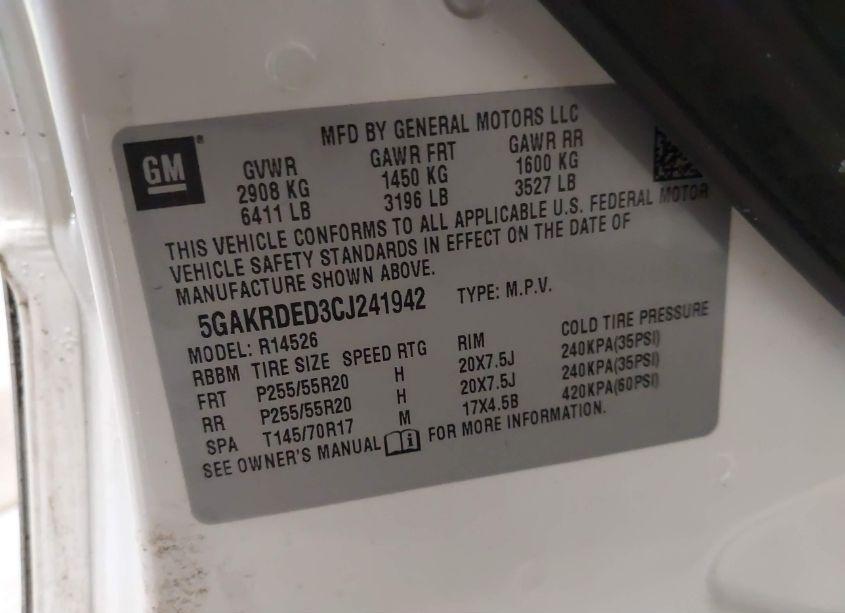 GM
MFD BY GENERAL MOTORS LLC
GVWR GAWR FRT GAWR RR
2908 KG 1450 KG 1600 KG
6411 LB 3196 LB 3527 LB
THIS VEHICLE CONFORMS TO ALL APPLICABLE U.S. FEDERAL MOTOR
VEHICLE SAFETY STANDARDS IN EFFECT ON THE DATE OF
MANUFACTURE SHOWN ABOVE.
5GAKRDED3CJ241942 TYPE: M.P.V.
MODEL: R14526
RBBM TIRE SIZE SPEED RTG RIM COLD TIRE PRESSURE
FRT P255/55R20 H 20X7.5J 240KPA(35PSI)
RR P255/55R20 H 20X7.5J 240KPA(35PSI)
SPA T145/70R17 M 17X4.5B 420KPA(60PSI)
SEE OWNER'S MANUAL FOR MORE INFORMATION.